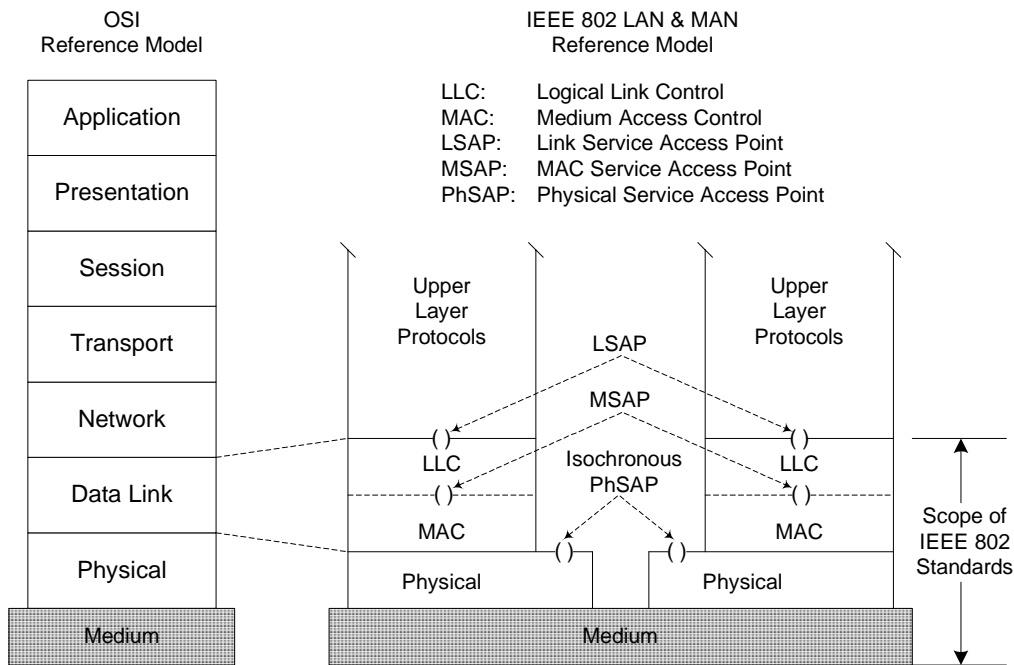 OSI
Reference Model
Application
Presentation
Session
Transport
Network
Data Link
Physical
Medium
IEEE 802 LAN & MAN
Reference Model
LLC: Logical Link Control
MAC: Medium Access Control
LSAP: Link Service Access Point
MSAP: MAC Service Access Point
PhSAP: Physical Service Access Point
Upper
Layer
Protocols
( )
LLC
( )
MAC
( )
Physical
LSAP
MSAP
Isochronous
PhSAP
Upper
Layer
Protocols
( )
LLC
( )
MAC
( )
Physical
Medium
Scope of
IEEE 802
Standards